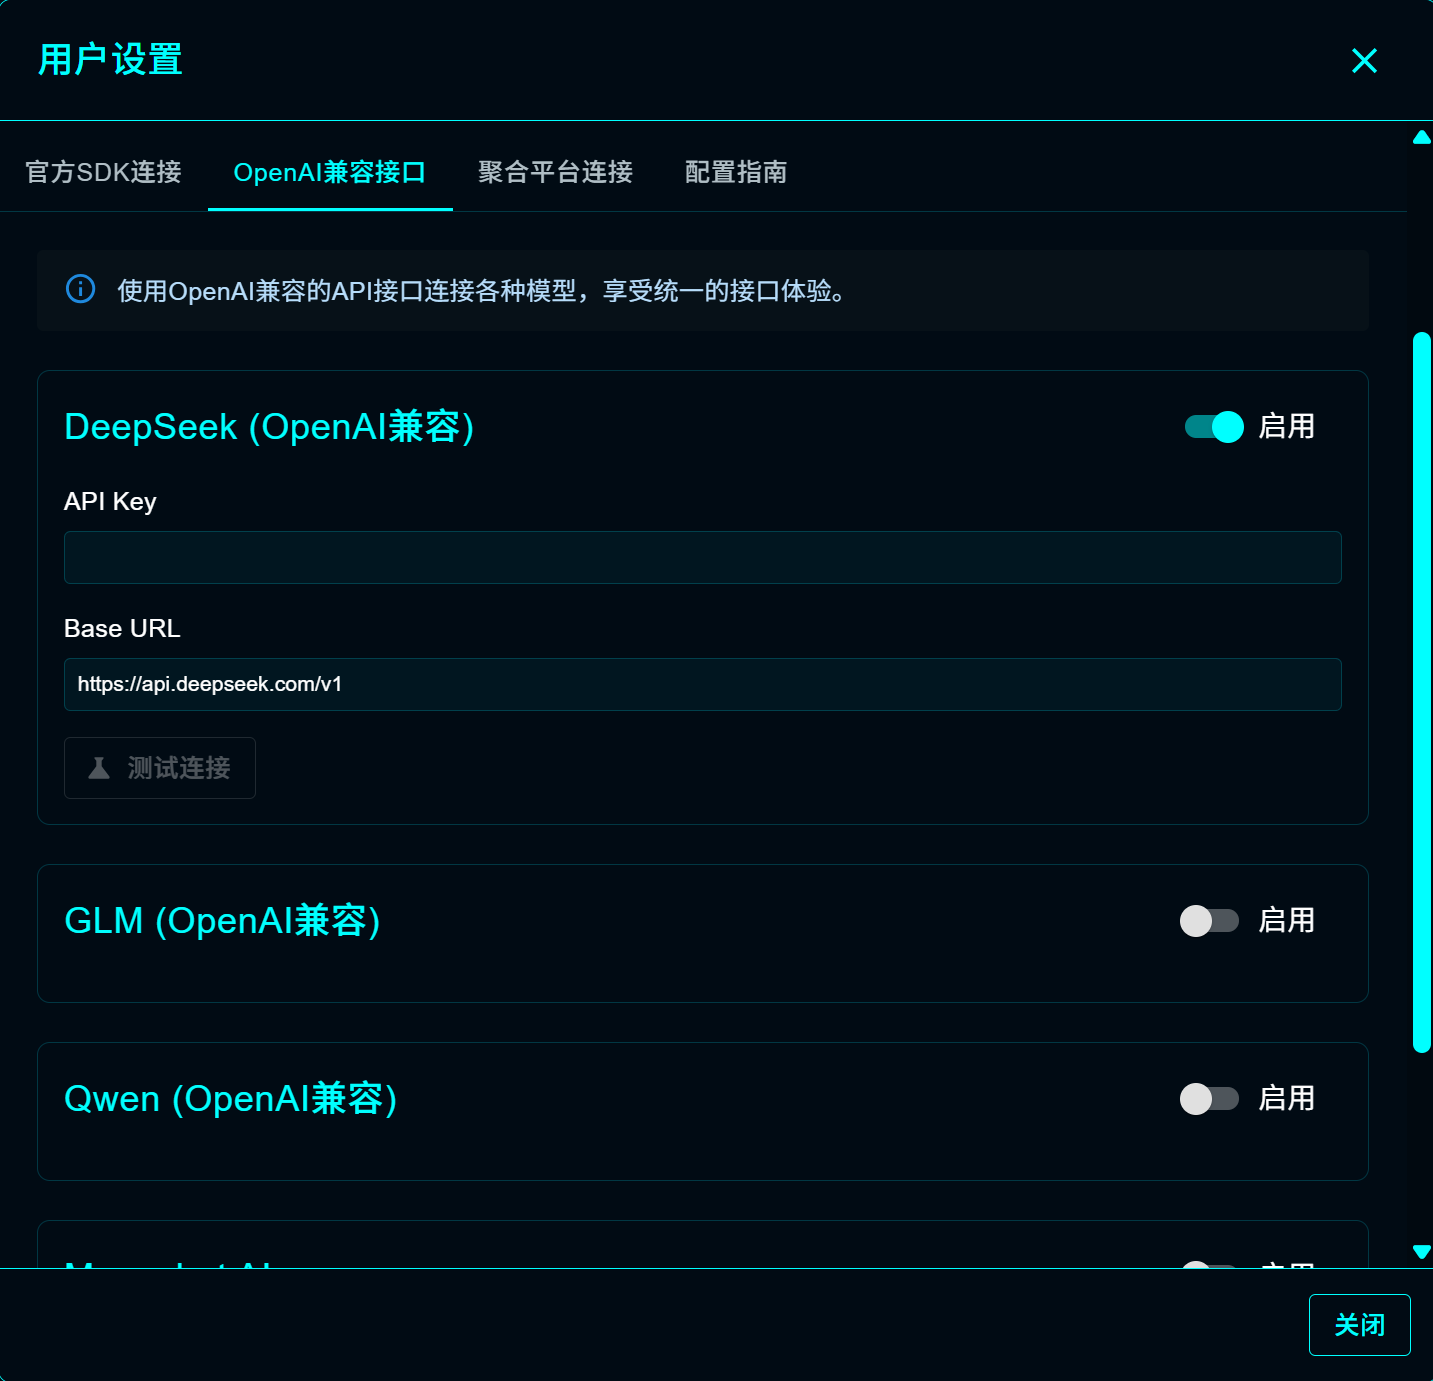 用户设置
官方SDK连接
OpenAI兼容接口
聚合平台连接
配置指南
使用OpenAI兼容的API接口连接各种模型，享受统一的接口体验。
DeepSeek (OpenAI兼容)
启用
API Key
Base URL
https://api.deepseek.com/v1
测试连接
GLM (OpenAI兼容)
启用
Qwen (OpenAI兼容)
启用
关闭